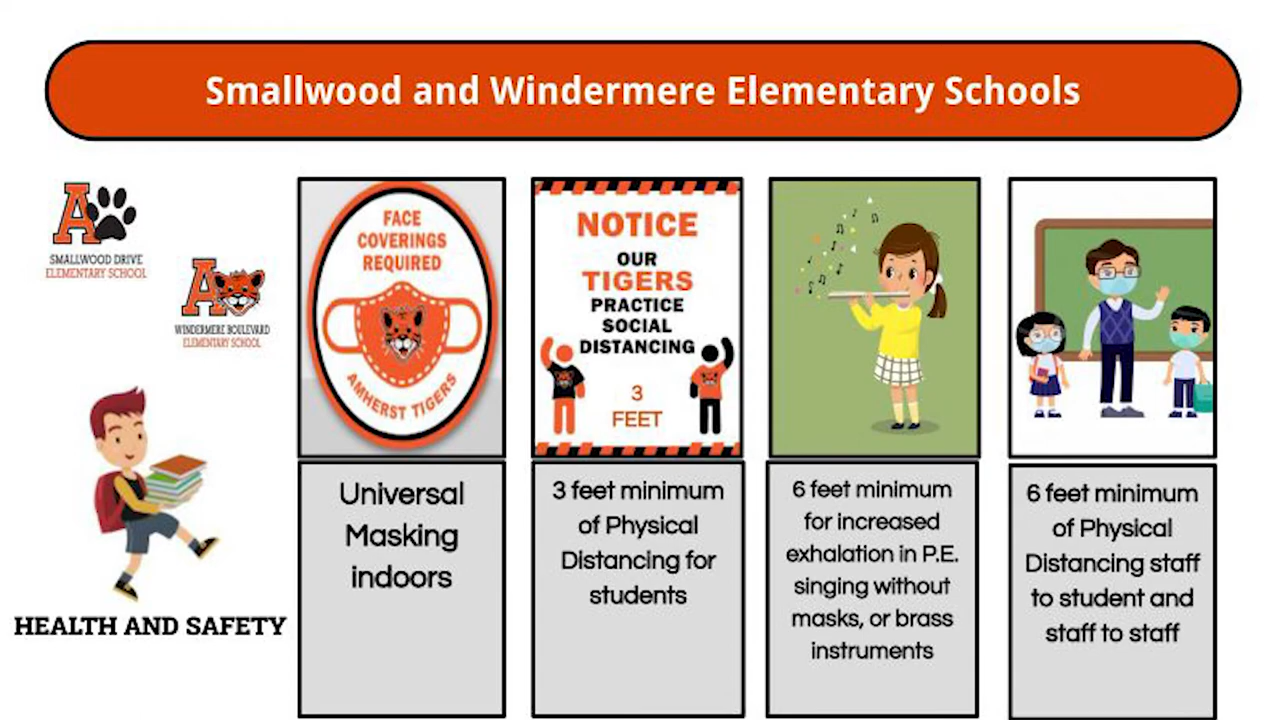 Smallwood and Windermere Elementary Schools
A
SMALLWOOD DRIVE
ELEMENTARY SCHOOL
A
WINDERMERE BOULEVARD
ELEMENTARY SCHOOL
HEALTH AND SAFETY
FACE
COVERINGS
REQUIRED
AMHERST TIGERS
Universal
Masking
indoors
NOTICE
OUR
TIGERS
PRACTICE
SOCIAL
DISTANCING
3
FEET
3 feet minimum
of Physical
Distancing for
students
6 feet minimum
for increased
exhalation in P.E.
singing without
masks, or brass
instruments
6 feet minimum
of Physical
Distancing staff
to student and
staff to staff